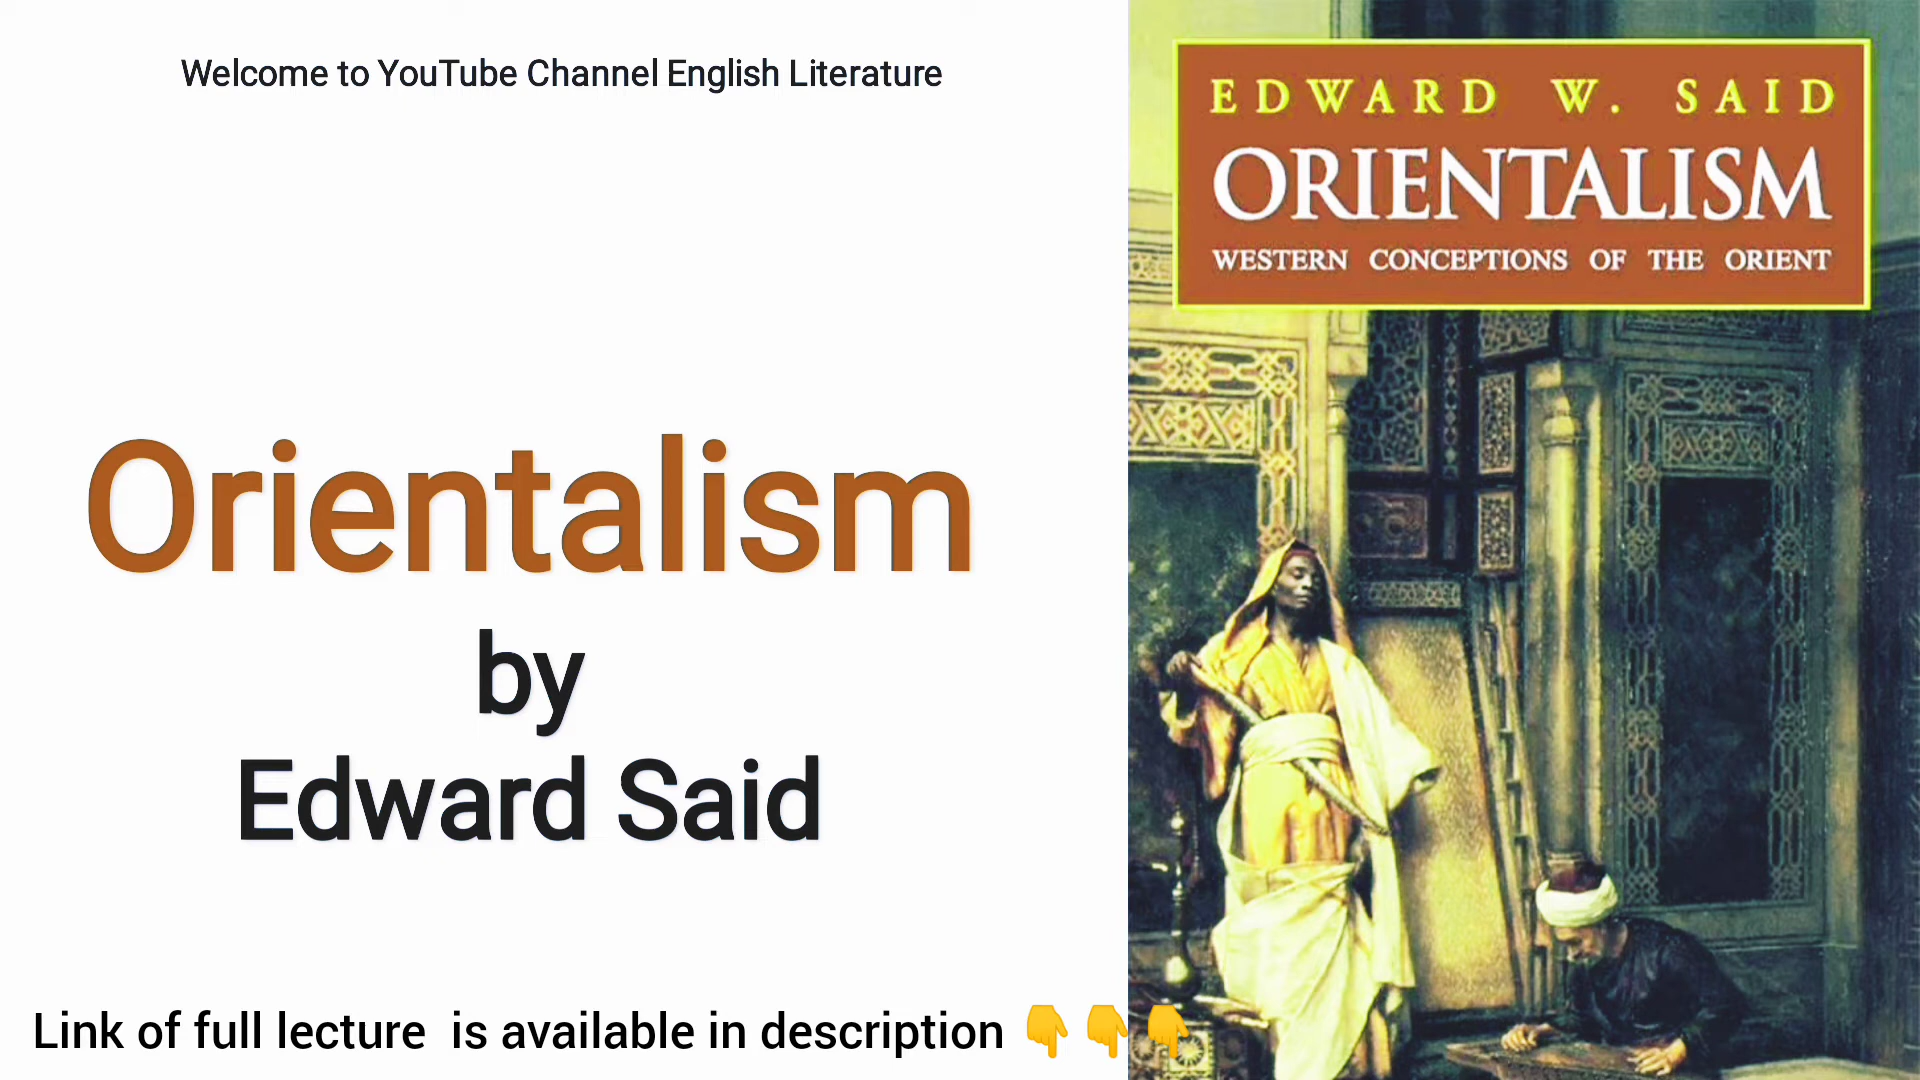 Welcome to YouTube Channel English Literature
Orientalism
by
Edward Said
Link of full lecture is available in description 👇👇👇
EDWARD W. SAID
ORIENTALISM
WESTERN CONCEPTIONS OF THE ORIENT